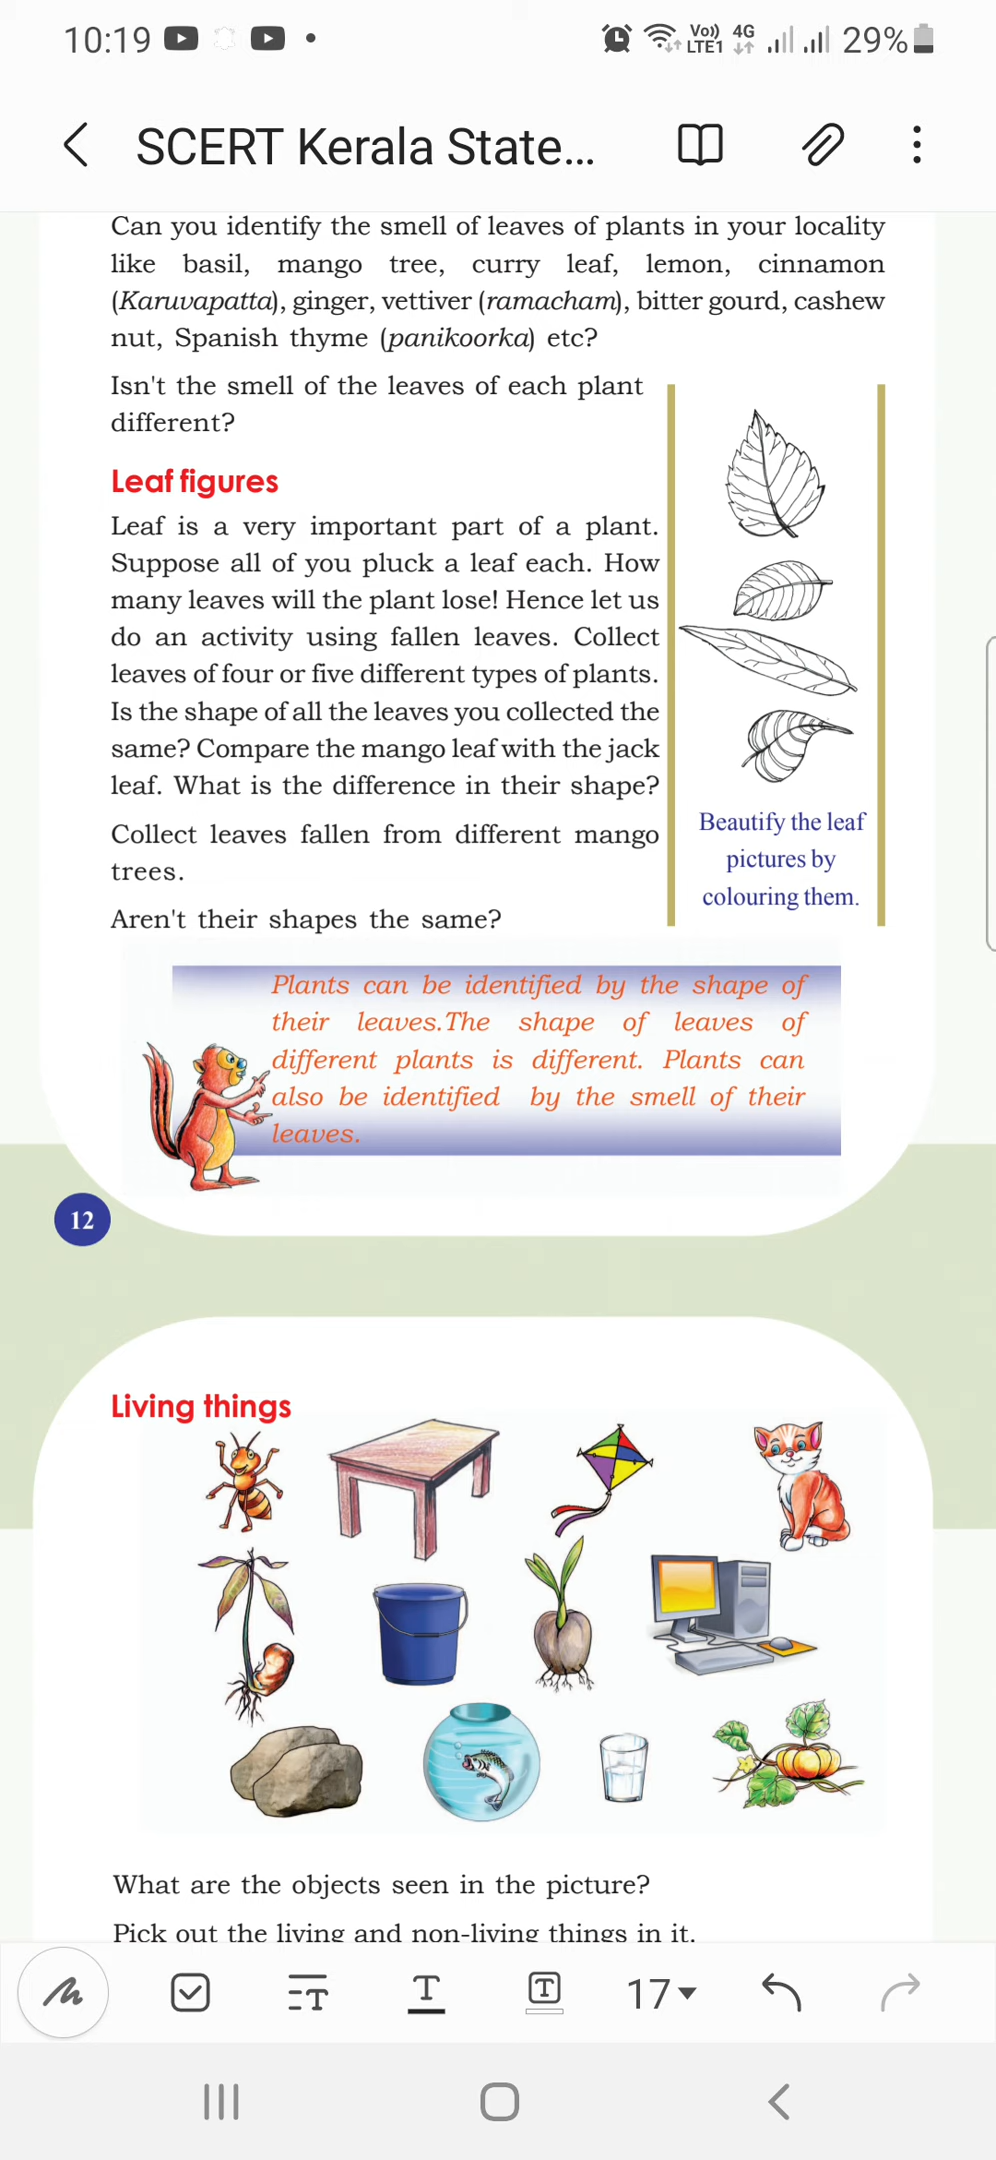 10:19
Vo)) LTE1 4G 29%
SCERT Kerala State...
Can you identify the smell of leaves of plants in your locality
like basil, mango tree, curry leaf, lemon, cinnamon
(Karuvapatta), ginger, vettiver (ramacham), bitter gourd, cashew
nut, Spanish thyme (panikoorka) etc?
Isn't the smell of the leaves of each plant
different?
Leaf figures
Leaf is a very important part of a plant.
Suppose all of you pluck a leaf each. How
many leaves will the plant lose! Hence let us
do an activity using fallen leaves. Collect
leaves of four or five different types of plants.
Is the shape of all the leaves you collected the
same? Compare the mango leaf with the jack
leaf. What is the difference in their shape?
Collect leaves fallen from different mango
trees.
Aren't their shapes the same?
Beautify the leaf
pictures by
colouring them.
Plants can be identified by the shape of
their leaves.The shape of leaves of
different plants is different. Plants can
also be identified by the smell of their
leaves.
12
Living things
What are the objects seen in the picture?
Pick out the living and non-living things in it.
T T T 17